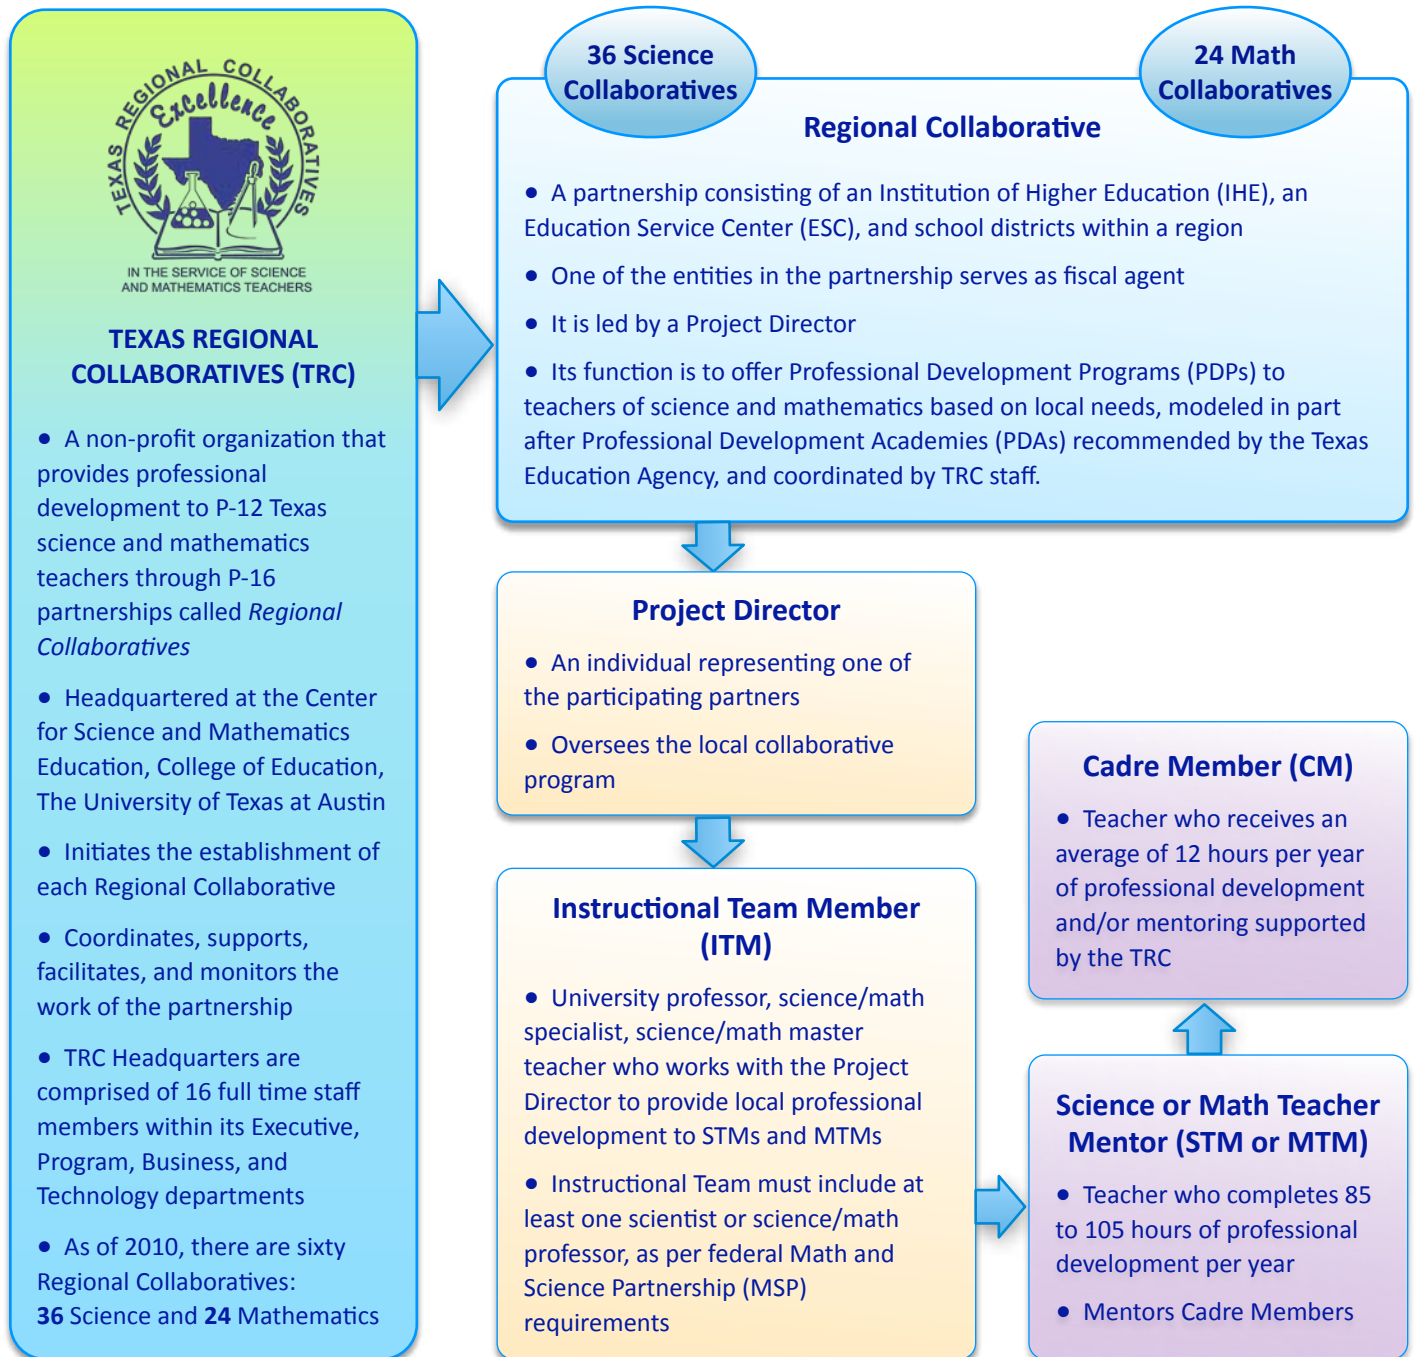 TEXAS REGIONAL COLLABORATIVES
Excellence
IN THE SERVICE OF SCIENCE
AND MATHEMATICS TEACHERS
TEXAS REGIONAL
COLLABORATIVES (TRC)
• A non-profit organization that
provides professional
development to P-12 Texas
science and mathematics
teachers through P-16
partnerships called Regional
Collaboratives
• Headquartered at the Center
for Science and Mathematics
Education, College of Education,
The University of Texas at Austin
• Initiates the establishment of
each Regional Collaborative
• Coordinates, supports,
facilitates, and monitors the
work of the partnership
• TRC Headquarters are
comprised of 16 full time staff
members within its Executive,
Program, Business, and
Technology departments
• As of 2010, there are sixty
Regional Collaboratives:
36 Science and 24 Mathematics
36 Science
Collaboratives
24 Math
Collaboratives
Regional Collaborative
• A partnership consisting of an Institution of Higher Education (IHE), an
Education Service Center (ESC), and school districts within a region
• One of the entities in the partnership serves as fiscal agent
• It is led by a Project Director
• Its function is to offer Professional Development Programs (PDPs) to
teachers of science and mathematics based on local needs, modeled in part
after Professional Development Academies (PDAs) recommended by the Texas
Education Agency, and coordinated by TRC staff.
Project Director
• An individual representing one of
the participating partners
• Oversees the local collaborative
program
Instructional Team Member
(ITM)
• University professor, science/math
specialist, science/math master
teacher who works with the Project
Director to provide local professional
development to STMs and MTMs
• Instructional Team must include at
least one scientist or science/math
professor, as per federal Math and
Science Partnership (MSP)
requirements
Science or Math Teacher
Mentor (STM or MTM)
• Teacher who completes 85
to 105 hours of professional
development per year
• Mentors Cadre Members
Cadre Member (CM)
• Teacher who receives an
average of 12 hours per year
of professional development
and/or mentoring supported
by the TRC